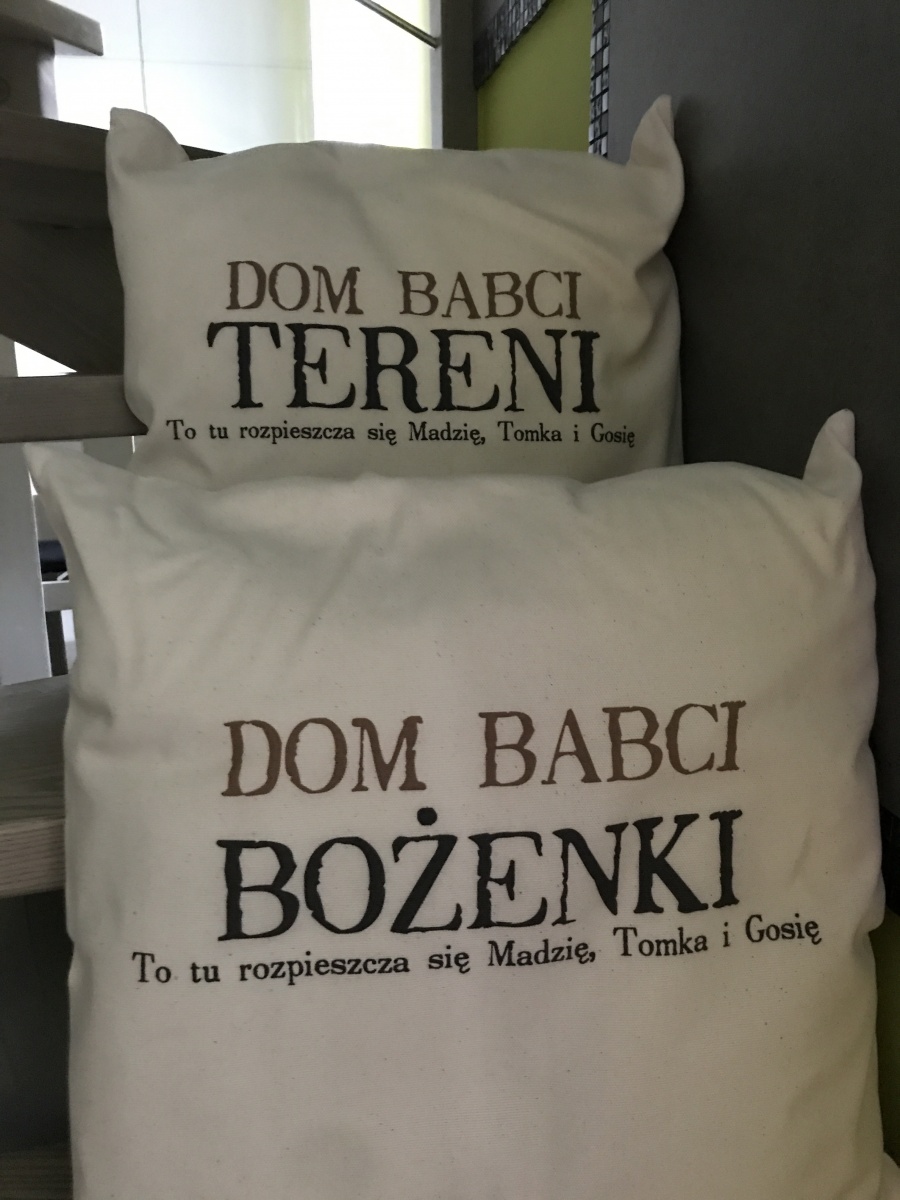 DOM BABCI
TERENI
To tu rozpieszcza się Madzię, Tomka i Gosię
DOM BABCI
BOŻENKI
To tu rozpieszcza się Madzię, Tomka i Gosię